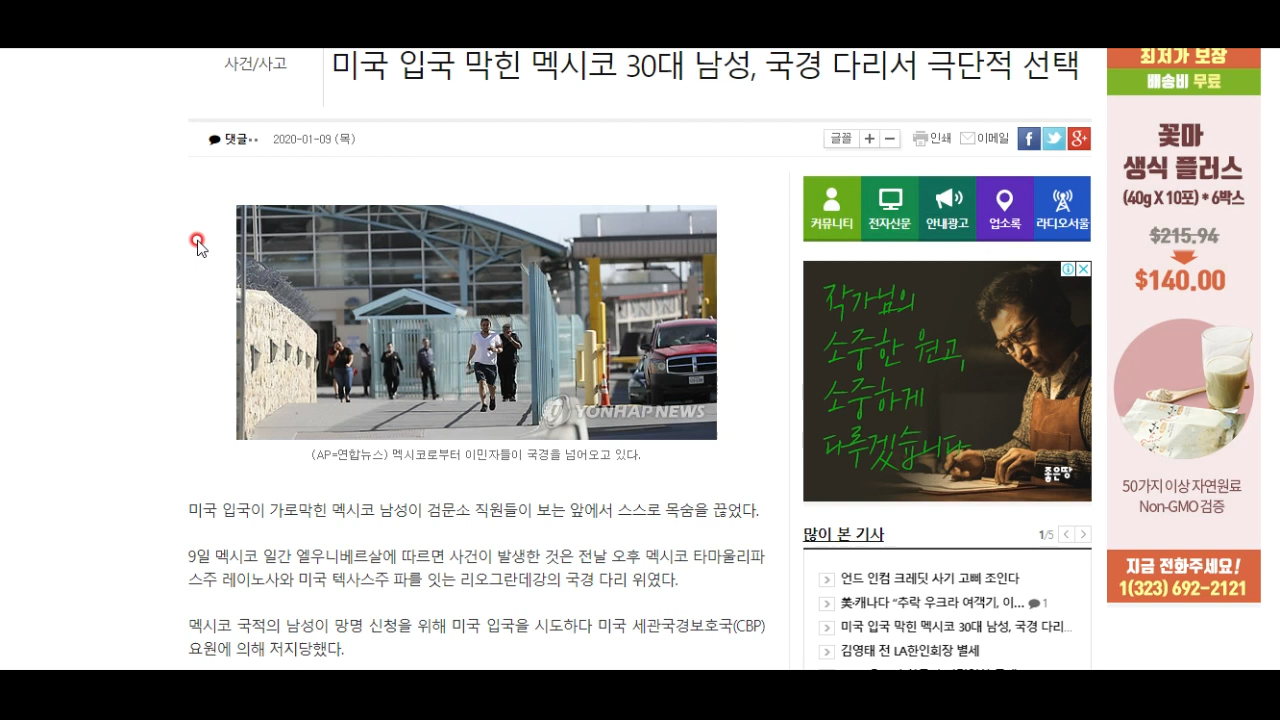 사건/사고
미국 입국 막힌 멕시코 30대 남성, 국경 다리서 극단적 선택
댓글
2020-01-09 (목)
글꼴 + −
인쇄
이메일
f
g+
YONHAP NEWS
(AP=연합뉴스) 멕시코로부터 이민자들이 국경을 넘어오고 있다.
미국 입국이 가로막힌 멕시코 남성이 검문소 직원들이 보는 앞에서 스스로 목숨을 끊었다.
9일 멕시코 일간 엘우니베르살에 따르면 사건이 발생한 것은 전날 오후 멕시코 타마울리파
스주 레이노사와 미국 텍사스주 파를 잇는 리오그란데강의 국경 다리 위였다.
멕시코 국적의 남성이 망명 신청을 위해 미국 입국을 시도하다 미국 세관국경보호국(CBP)
요원에 의해 저지당했다.
커뮤니티
전자신문
안내광고
업소록
라디오서울
작가님의
소중한 원고,
소중하게
다루겠습니다
좋은땅
많이 본 기사
1/5
언드 인컴 크레딧 사기 고삐 조인다
美·캐나다 “추락 우크라 여객기, 이... 1
미국 입국 막힌 멕시코 30대 남성, 국경 다리...
김영태 전 LA한인회장 별세
최저가 보장
배송비 무료
꽃마
생식 플러스
(40g X 10포) * 6박스
$215.94
$140.00
50가지 이상 자연원료
Non-GMO 검증
지금 전화주세요!
1(323) 692-2121